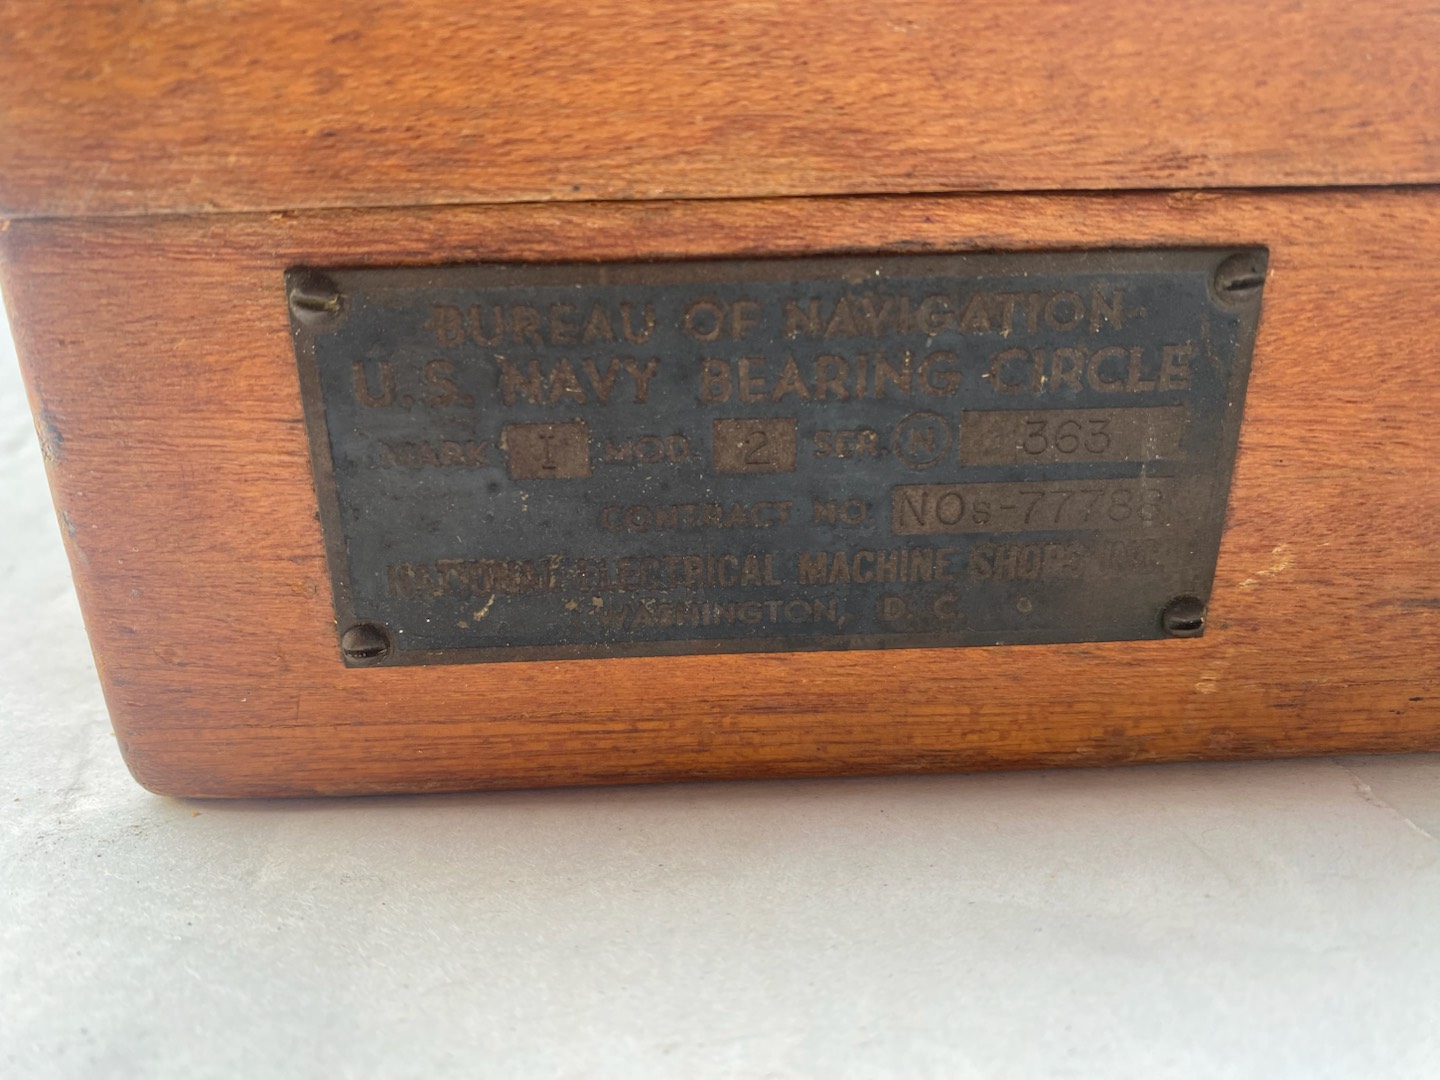 BUREAU OF NAVIGATION
U.S. NAVY BEARING CIRCLE
MARK I MOD. 2 SER. N 363
CONTRACT NO. NOs-77788
NATIONAL ELECTRICAL MACHINE SHOPS INC.
WASHINGTON, D. C.